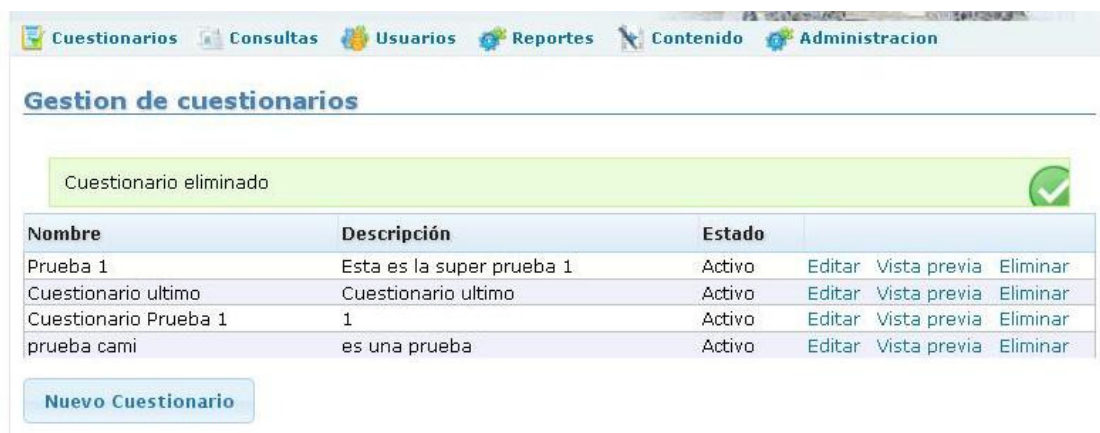 Cuestionarios Consultas Usuarios Reportes Contenido Administracion
Gestion de cuestionarios
Cuestionario eliminado
Nombre Descripción Estado
Prueba 1 Esta es la super prueba 1 Activo Editar Vista previa Eliminar
Cuestionario ultimo Cuestionario ultimo Activo Editar Vista previa Eliminar
Cuestionario Prueba 1 1 Activo Editar Vista previa Eliminar
prueba cami es una prueba Activo Editar Vista previa Eliminar
Nuevo Cuestionario